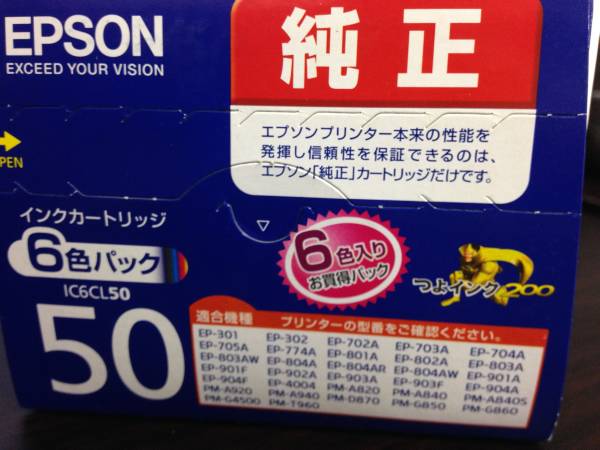 EPSON
EXCEED YOUR VISION
純正
エプソンプリンター本来の性能を
発揮し信頼性を保証できるのは、
エプソン「純正」カートリッジだけです。
PEN
インクカートリッジ
6色パック
IC6CL50
50
6色入り
お買得パック
つよインク200
適合機種 プリンターの型番をご確認ください。
EP-301 EP-302 EP-702A EP-703A EP-704A
EP-705A EP-774A EP-801A EP-802A EP-803A
EP-803AW EP-804A EP-804AR EP-804AW EP-901A
EP-901F EP-902A EP-903A EP-903F EP-904A
EP-904F EP-4004 PM-A820 PM-A840 PM-A840S
PM-A920 PM-A940 PM-D870 PM-G850 PM-G860
PM-G4500 PM-T960